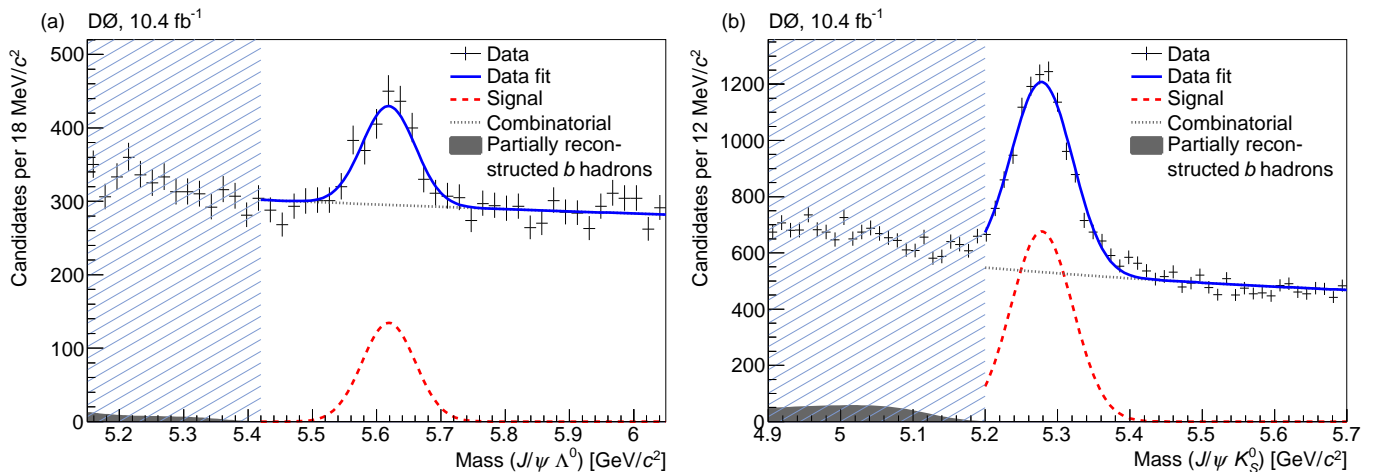 (a) DØ, 10.4 fb⁻¹
Candidates per 18 MeV/c²
500
400
300
200
100
0
Data
Data fit
Signal
Combinatorial
Partially recon-
structed b hadrons
5.2 5.3 5.4 5.5 5.6 5.7 5.8 5.9 6
Mass (J/ψ Λ⁰) [GeV/c²]
(b) DØ, 10.4 fb⁻¹
Candidates per 12 MeV/c²
1200
1000
800
600
400
200
0
Data
Data fit
Signal
Combinatorial
Partially recon-
structed b hadrons
4.9 5 5.1 5.2 5.3 5.4 5.5 5.6 5.7
Mass (J/ψ K⁰_S) [GeV/c²]